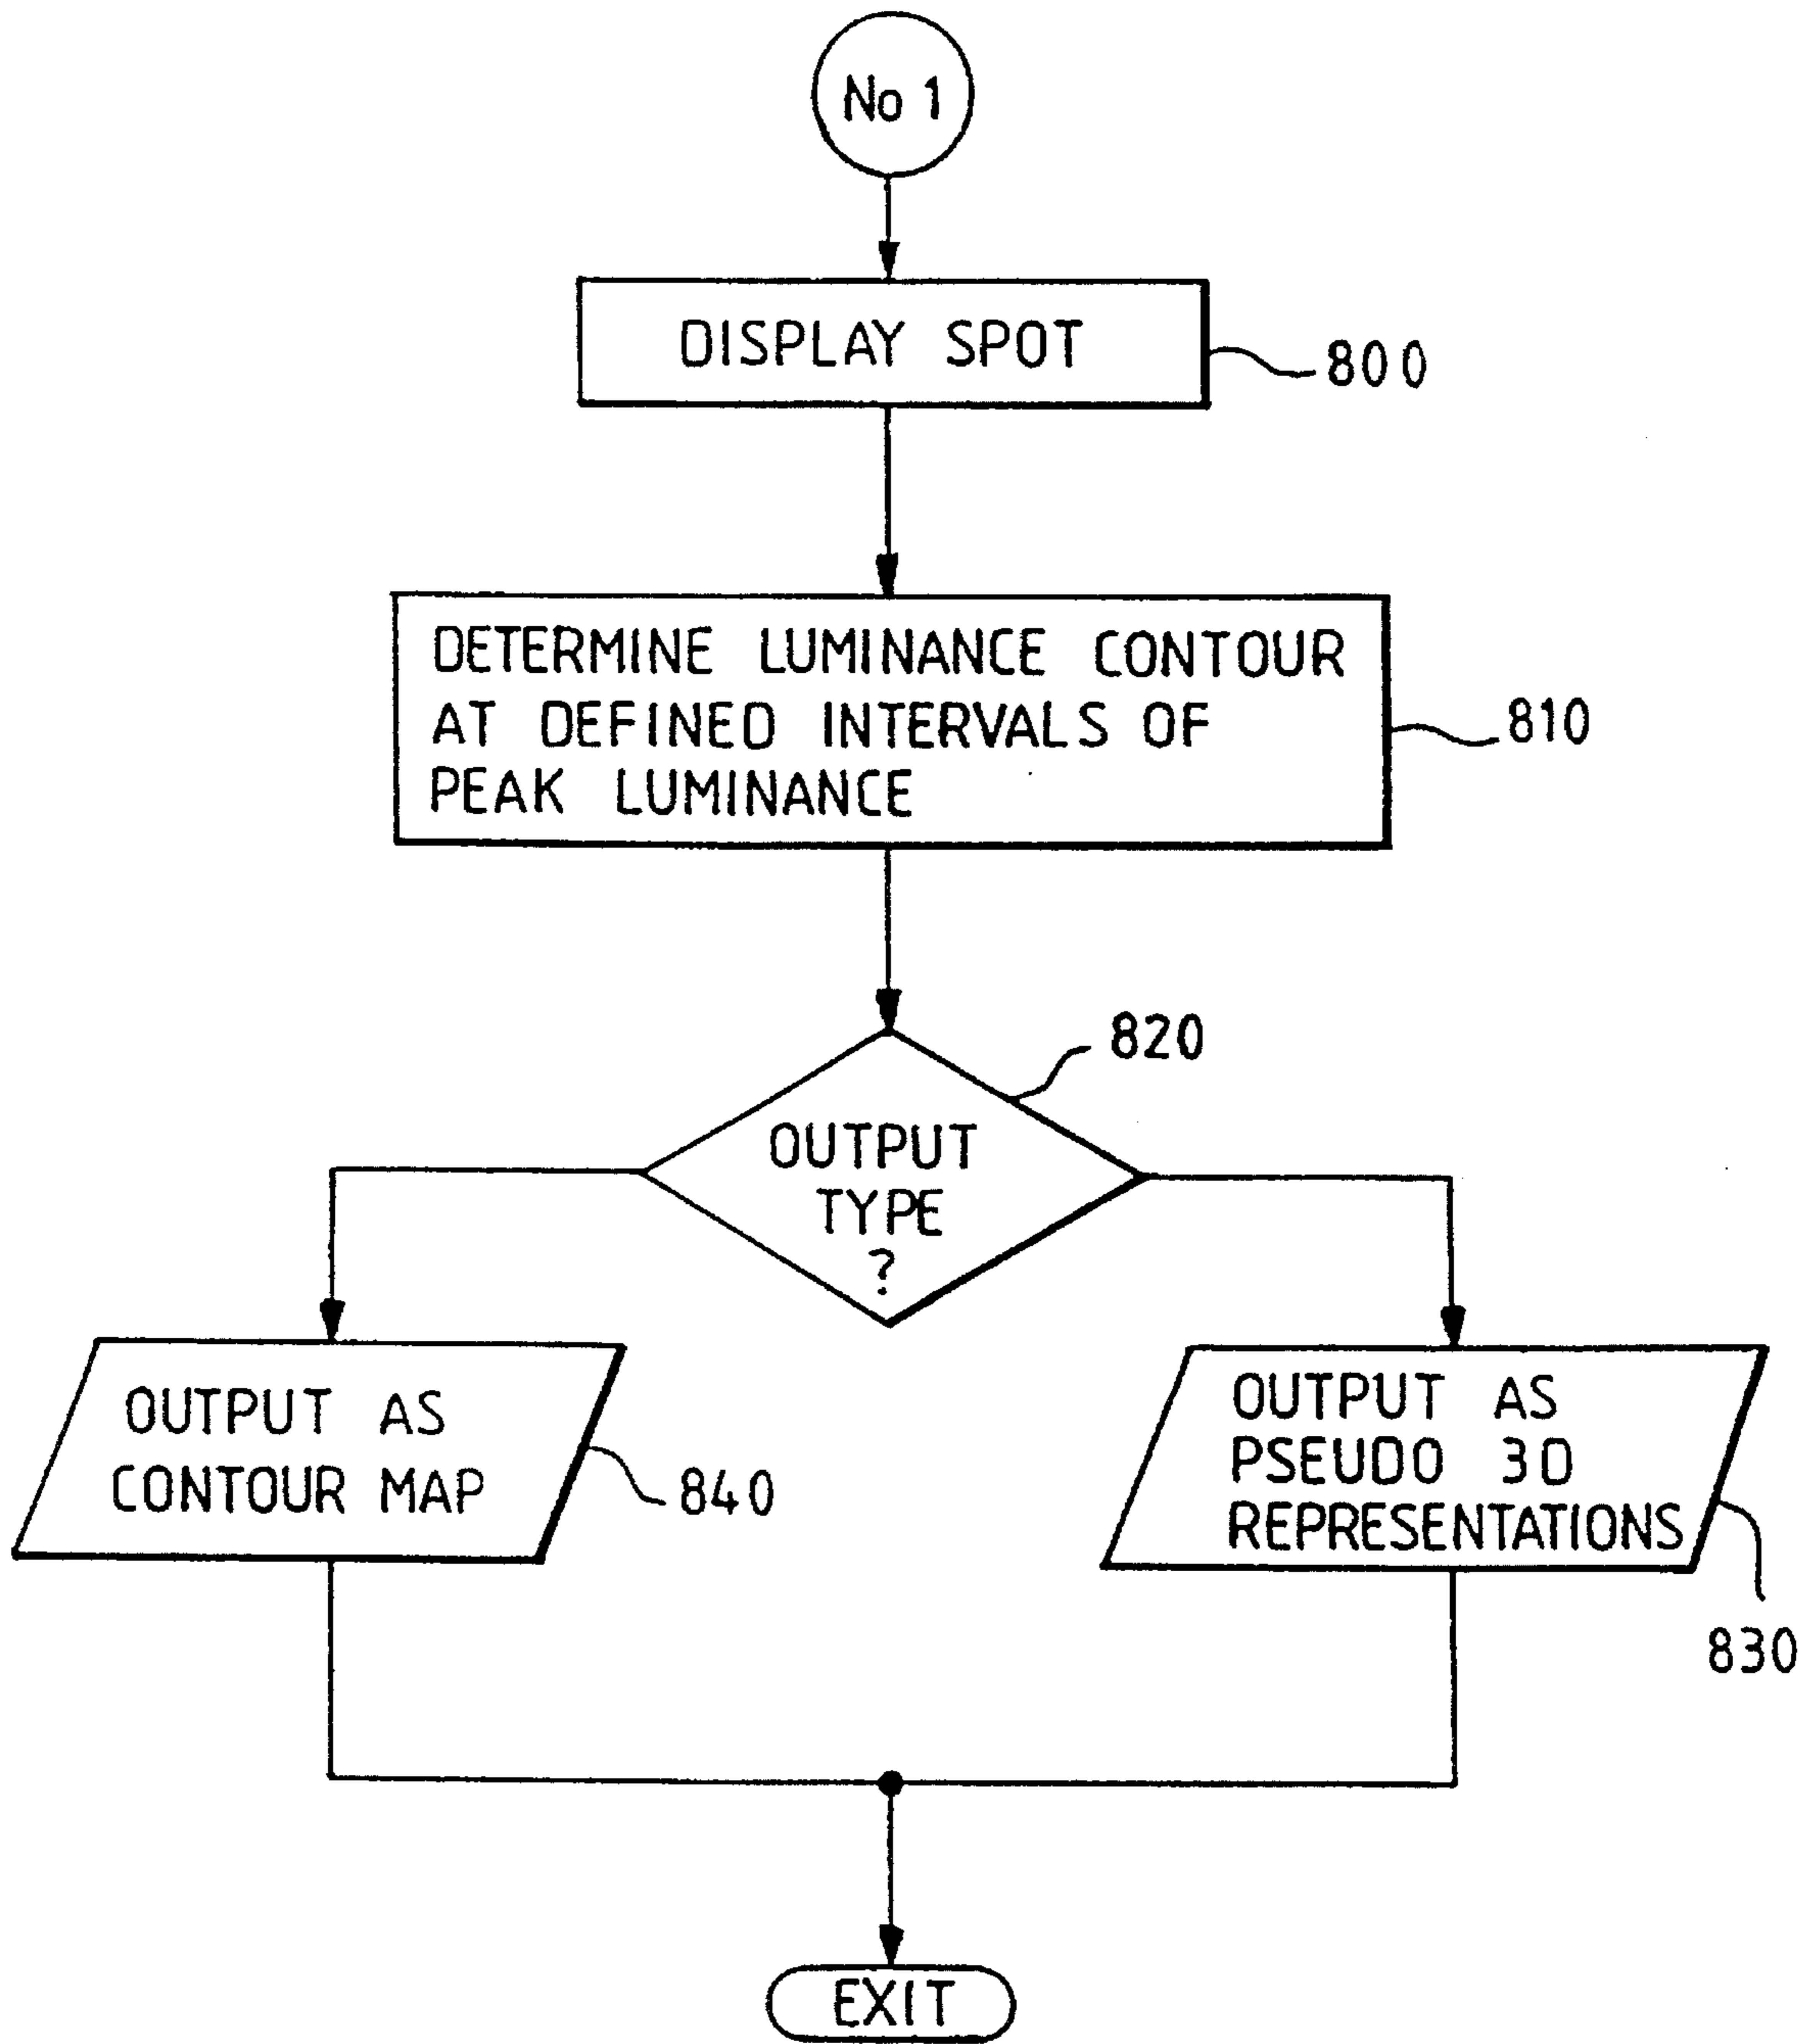 No 1
DISPLAY SPOT
800
DETERMINE LUMINANCE CONTOUR
AT DEFINED INTERVALS OF
PEAK LUMINANCE
810
820
OUTPUT
TYPE
?
OUTPUT AS
CONTOUR MAP
840
OUTPUT AS
PSEUDO 3D
REPRESENTATIONS
830
EXIT